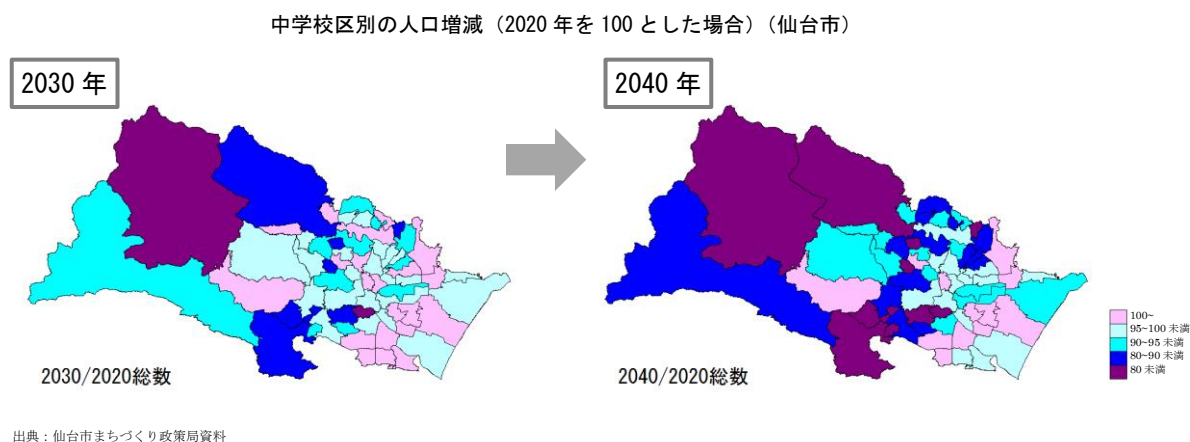 中学校区別の人口増減（2020 年を 100 とした場合）（仙台市）
2030 年
2040 年
2030/2020総数
2040/2020総数
100~
95~100 未満
90~95 未満
80~90 未満
80 未満
出典：仙台市まちづくり政策局資料